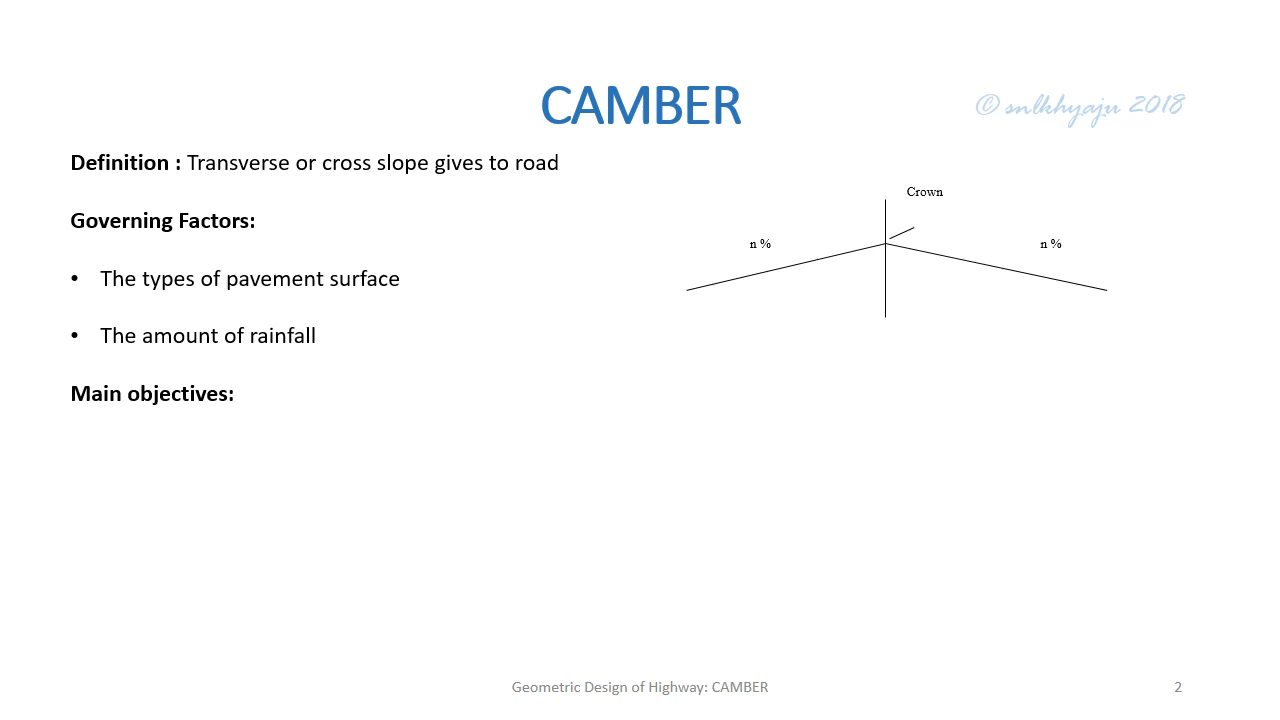 CAMBER
© snlkhyaju 2018
Definition : Transverse or cross slope gives to road
Governing Factors:
• The types of pavement surface
• The amount of rainfall
Main objectives:
Crown
n %
n %
Geometric Design of Highway: CAMBER
2